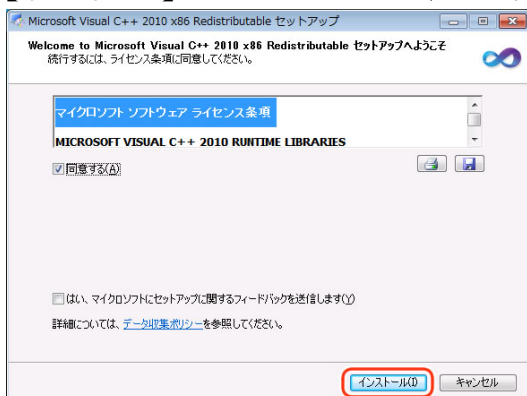 Microsoft Visual C++ 2010 x86 Redistributable セットアップ
Welcome to Microsoft Visual C++ 2010 x86 Redistributable セットアップへようこそ
続行するには、ライセンス条項に同意してください。
マイクロソフト ソフトウェア ライセンス条項
MICROSOFT VISUAL C++ 2010 RUNTIME LIBRARIES
同意する(A)
はい、マイクロソフトにセットアップに関するフィードバックを送信します(Y)
詳細については、データ収集ポリシーを参照してください。
インストール(I) キャンセル